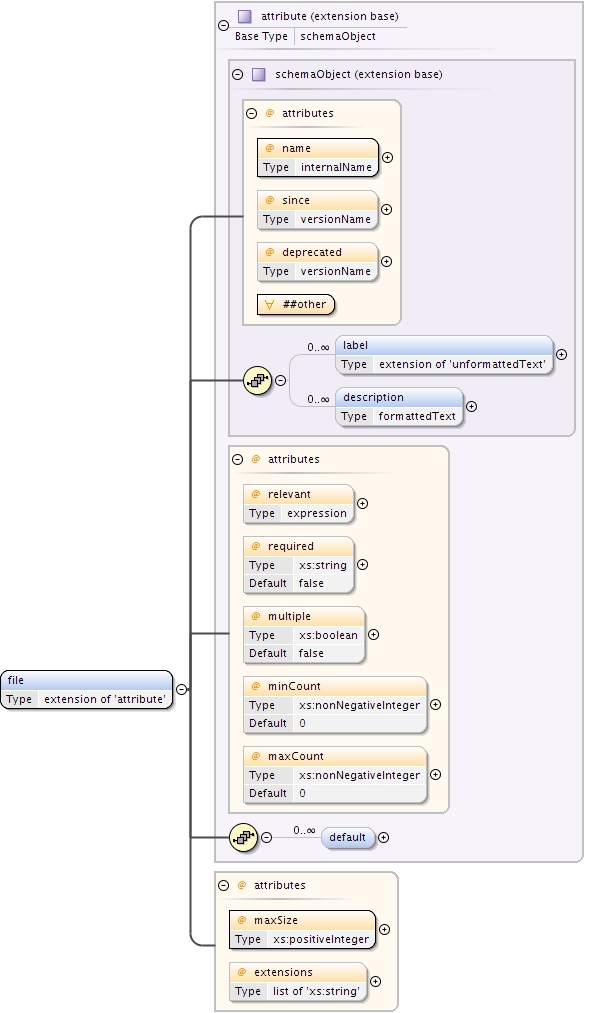 attribute (extension base)
Base Type schemaObject
schemaObject (extension base)
@ attributes
@ name
Type internalName
@ since
Type versionName
@ deprecated
Type versionName
∀ ##other
0..∞ label
Type extension of 'unformattedText'
0..∞ description
Type formattedText
@ attributes
@ relevant
Type expression
@ required
Type xs:string
Default false
@ multiple
Type xs:boolean
Default false
@ minCount
Type xs:nonNegativeInteger
Default 0
@ maxCount
Type xs:nonNegativeInteger
Default 0
file
Type extension of 'attribute'
0..∞ default
@ attributes
@ maxSize
Type xs:positiveInteger
@ extensions
Type list of 'xs:string'